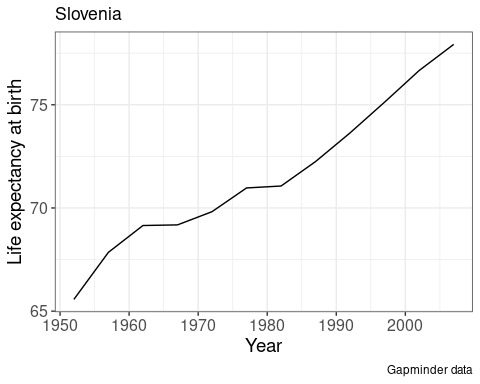 Slovenia
Life expectancy at birth
75
70
65
1950 1960 1970 1980 1990 2000
Year
Gapminder data